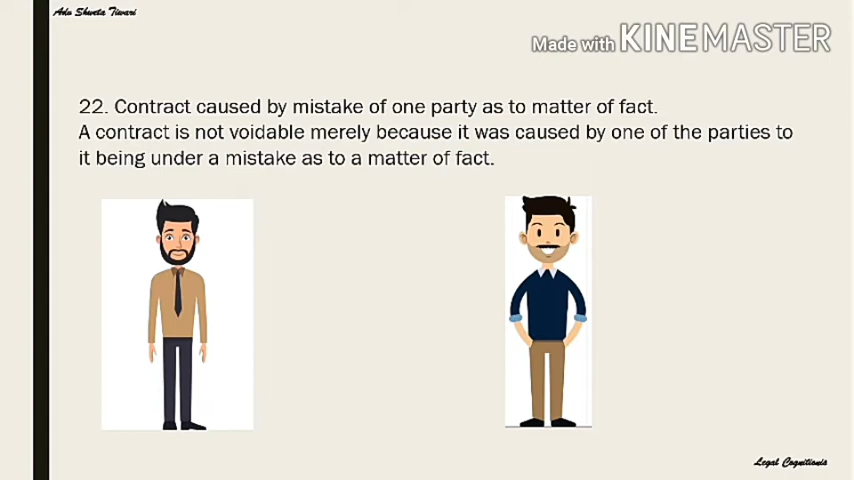 Adv Shweta Tiwari
Made with KINEMASTER
22. Contract caused by mistake of one party as to matter of fact.
A contract is not voidable merely because it was caused by one of the parties to
it being under a mistake as to a matter of fact.
Legal Cognitionis